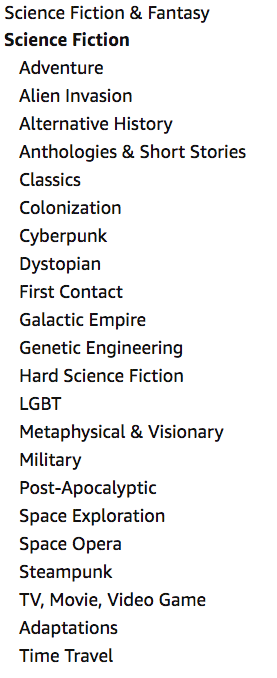 Science Fiction & Fantasy
Science Fiction
Adventure
Alien Invasion
Alternative History
Anthologies & Short Stories
Classics
Colonization
Cyberpunk
Dystopian
First Contact
Galactic Empire
Genetic Engineering
Hard Science Fiction
LGBT
Metaphysical & Visionary
Military
Post-Apocalyptic
Space Exploration
Space Opera
Steampunk
TV, Movie, Video Game
Adaptations
Time Travel